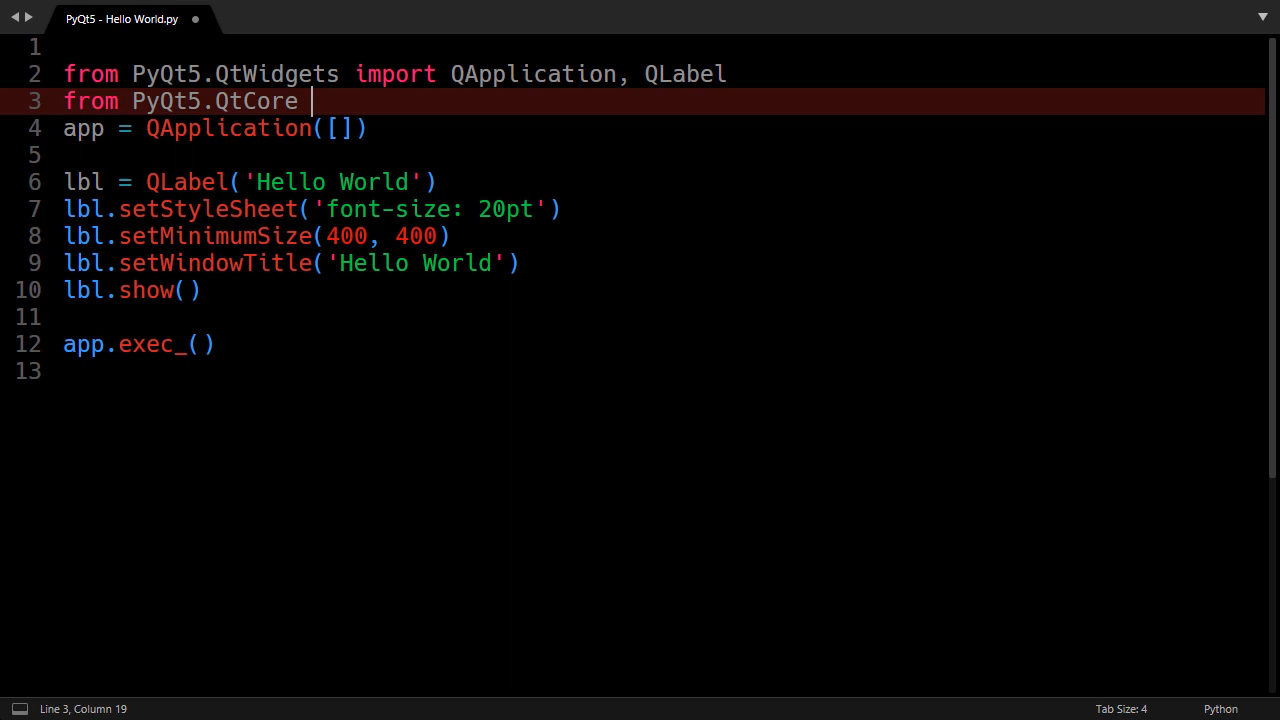 PyQt5 - Hello World.py
1
2 from PyQt5.QtWidgets import QApplication, QLabel
3 from PyQt5.QtCore
4 app = QApplication([])
5
6 lbl = QLabel('Hello World')
7 lbl.setStyleSheet('font-size: 20pt')
8 lbl.setMinimumSize(400, 400)
9 lbl.setWindowTitle('Hello World')
10 lbl.show()
11
12 app.exec_()
13
Line 3, Column 19 Tab Size: 4 Python